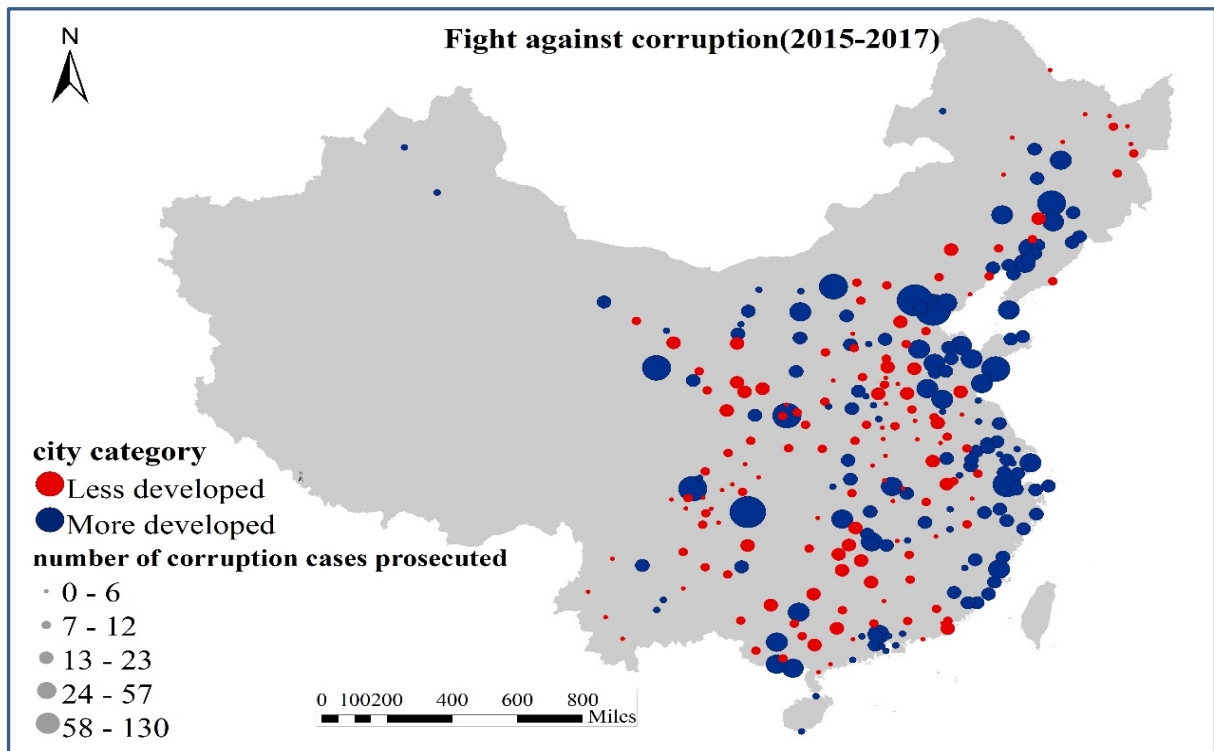 N
Fight against corruption(2015-2017)
city category
Less developed
More developed
number of corruption cases prosecuted
0 - 6
7 - 12
13 - 23
24 - 57
58 - 130
0 100200 400 600 800
Miles